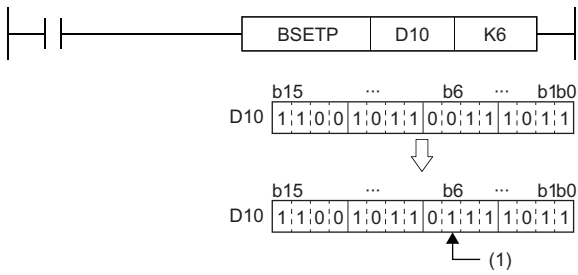 BSETP D10 K6
b15 ... b6 ... b1b0
D10 1 1 0 0 1 0 1 1 0 0 1 1 1 0 1 1
b15 ... b6 ... b1b0
D10 1 1 0 0 1 0 1 1 0 1 1 1 1 0 1 1
(1)